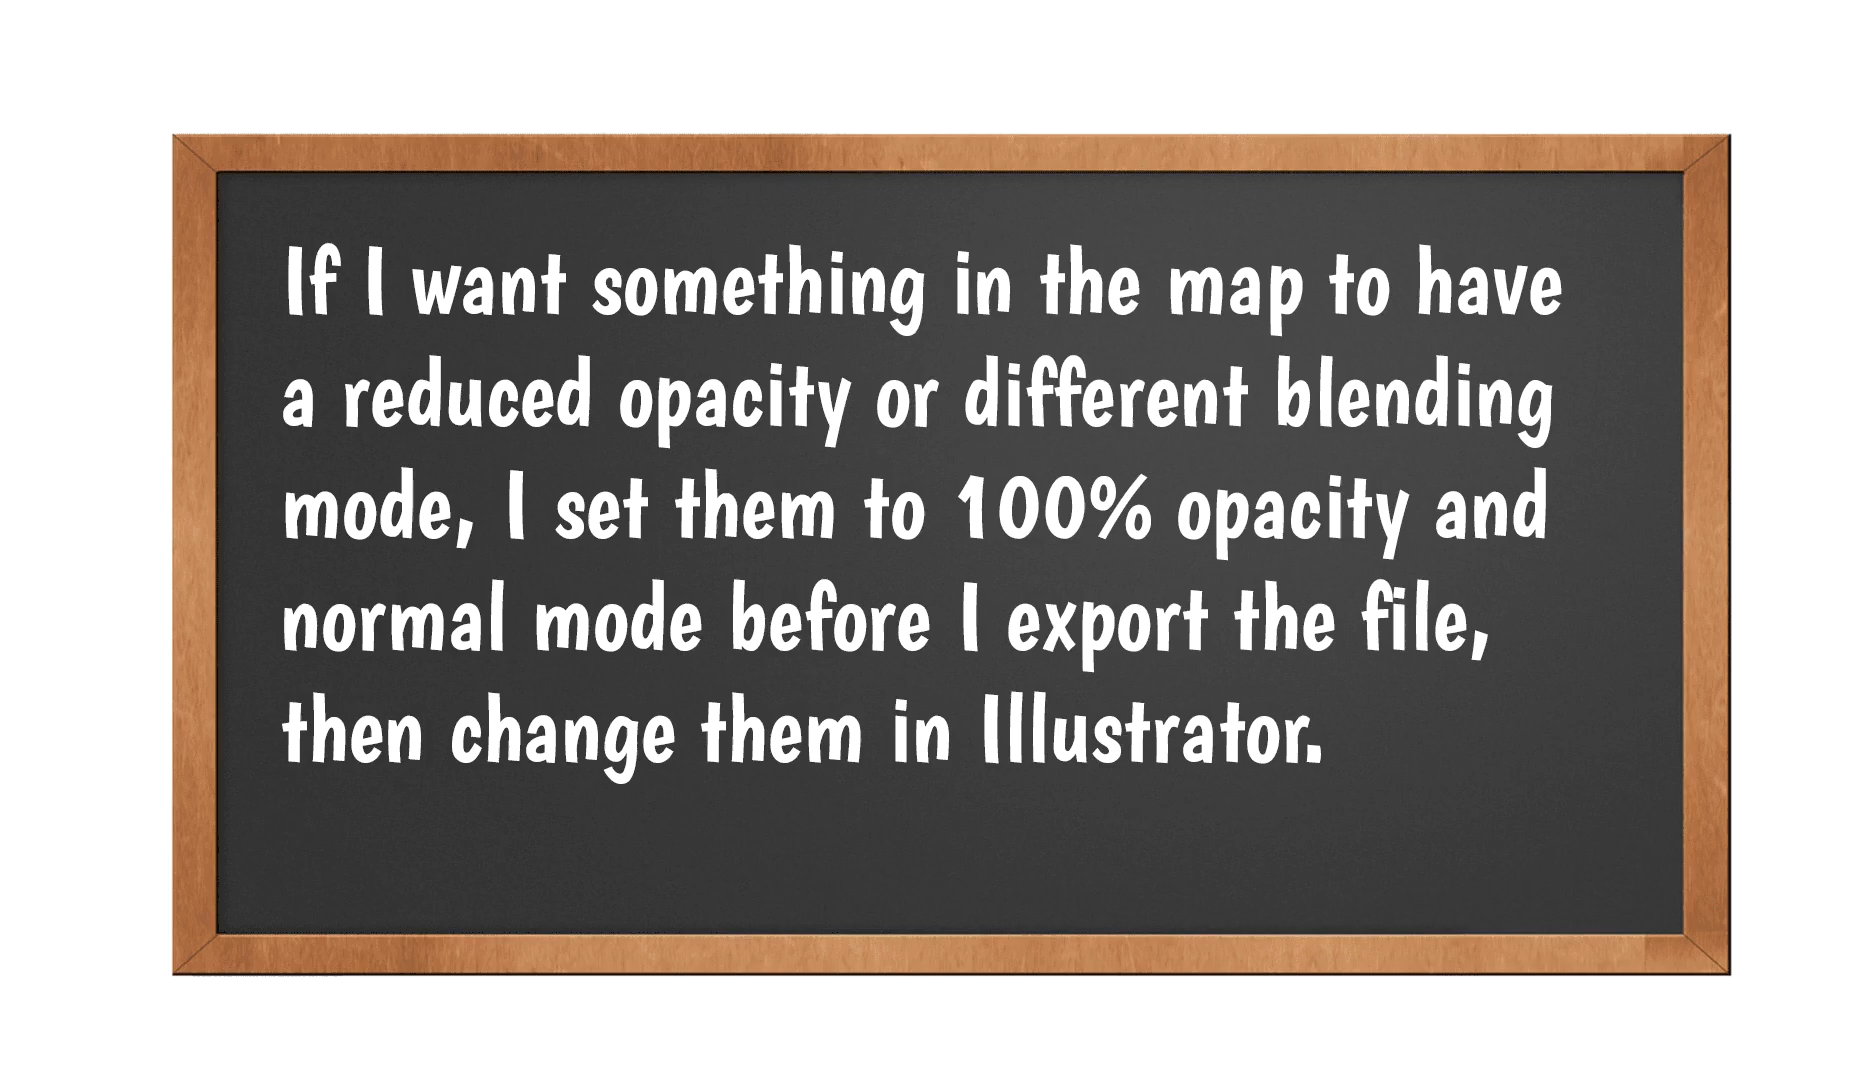 If I want something in the map to have
a reduced opacity or different blending
mode, I set them to 100% opacity and
normal mode before I export the file,
then change them in Illustrator.